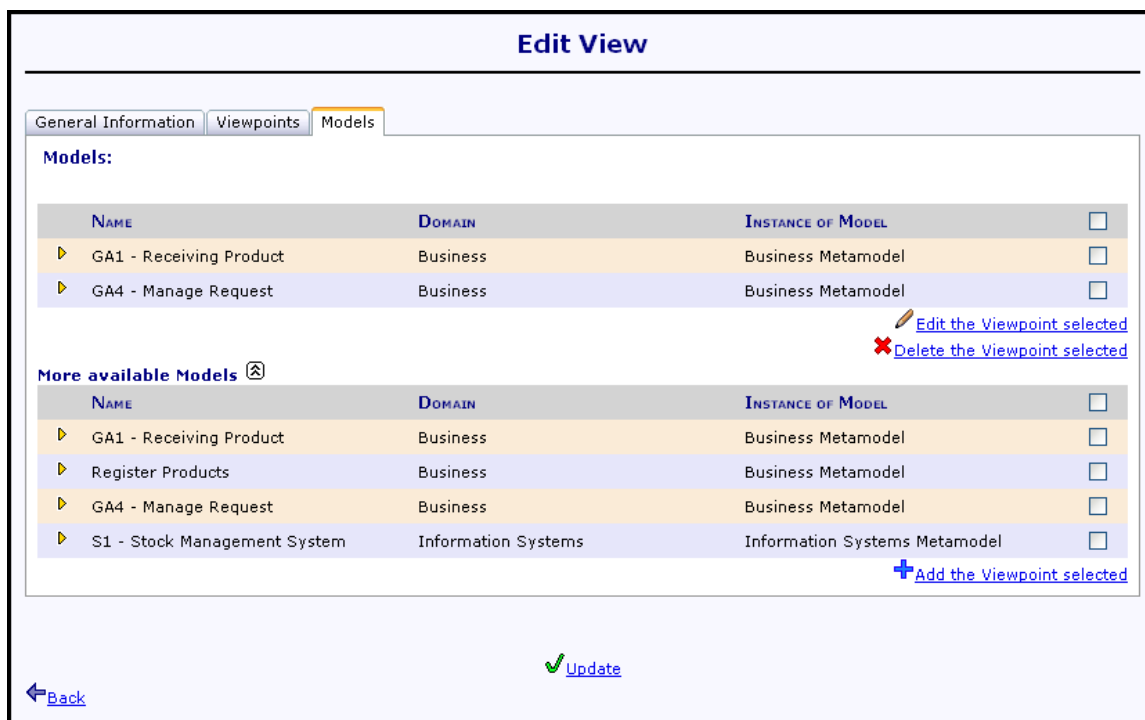 Edit View
General Information Viewpoints Models
Models:
NAME DOMAIN INSTANCE OF MODEL
GA1 - Receiving Product Business Business Metamodel
GA4 - Manage Request Business Business Metamodel
Edit the Viewpoint selected
Delete the Viewpoint selected
More available Models
NAME DOMAIN INSTANCE OF MODEL
GA1 - Receiving Product Business Business Metamodel
Register Products Business Business Metamodel
GA4 - Manage Request Business Business Metamodel
S1 - Stock Management System Information Systems Information Systems Metamodel
Add the Viewpoint selected
Update
Back